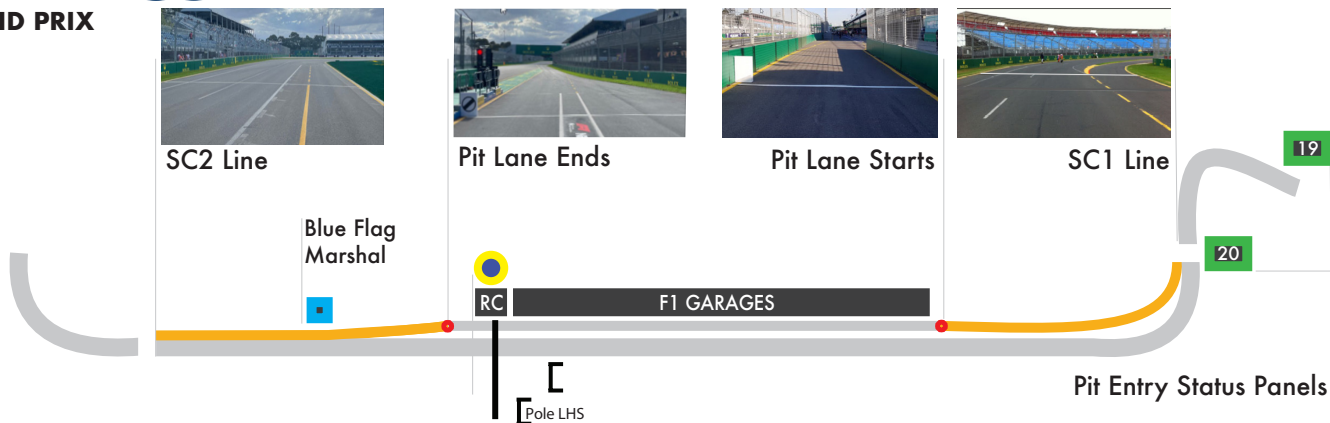 ND PRIX
SC2 Line
Pit Lane Ends
Pit Lane Starts
SC1 Line
19
Blue Flag
Marshal
20
RC
F1 GARAGES
Pit Entry Status Panels
Pole LHS